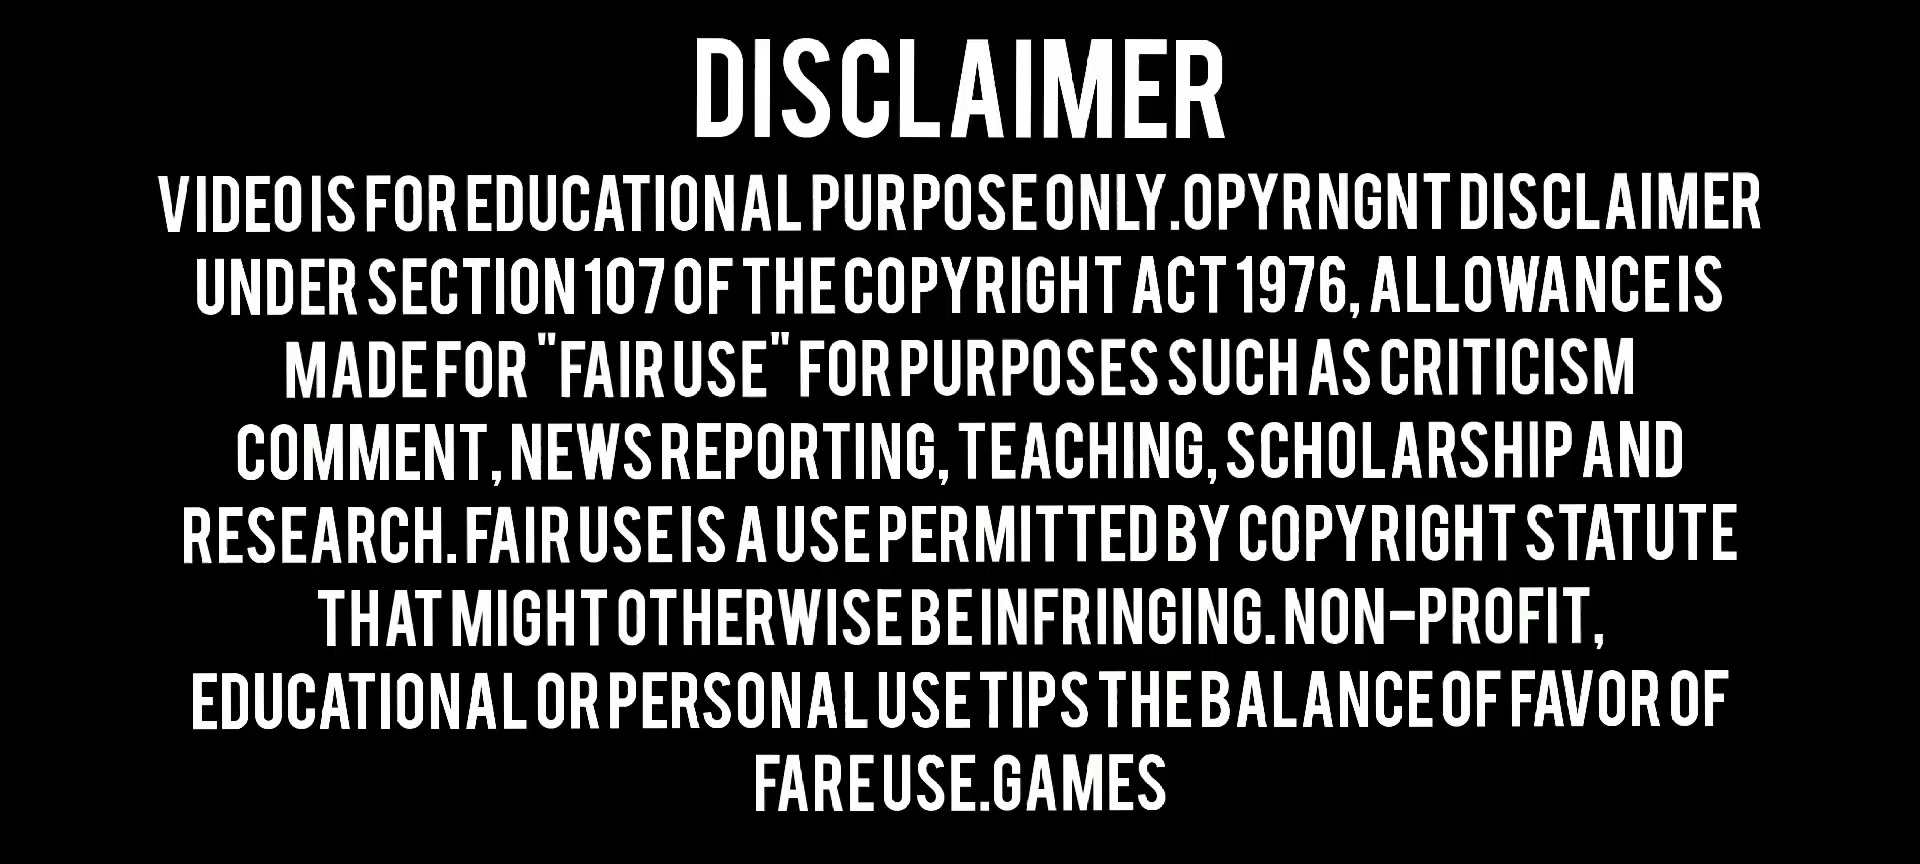 DISCLAIMER
VIDEO IS FOR EDUCATIONAL PURPOSE ONLY.OPYRNGNT DISCLAIMER
UNDER SECTION 107 OF THE COPYRIGHT ACT 1976, ALLOWANCE IS
MADE FOR "FAIR USE" FOR PURPOSES SUCH AS CRITICISM
COMMENT, NEWS REPORTING, TEACHING, SCHOLARSHIP AND
RESEARCH. FAIR USE IS A USE PERMITTED BY COPYRIGHT STATUTE
THAT MIGHT OTHERWISE BE INFRINGING. NON-PROFIT,
EDUCATIONAL OR PERSONAL USE TIPS THE BALANCE OF FAVOR OF
FARE USE.GAMES